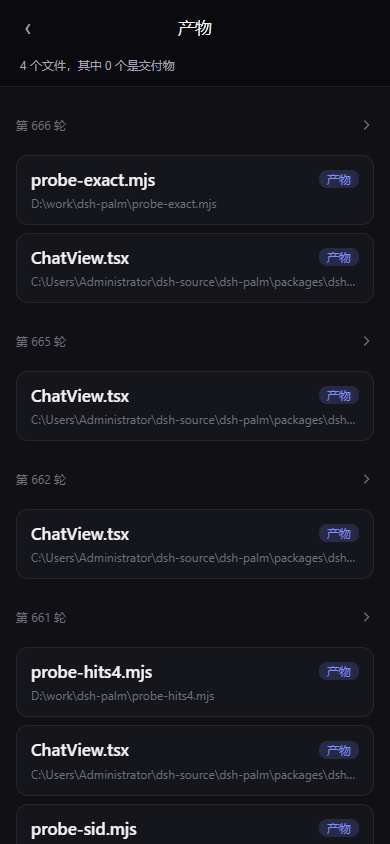 产物
4 个文件，其中 0 个是交付物
第 666 轮
probe-exact.mjs
产物
D:\work\dsh-palm\probe-exact.mjs
ChatView.tsx
产物
C:\Users\Administrator\dsh-source\dsh-palm\packages\dsh...
第 665 轮
ChatView.tsx
产物
C:\Users\Administrator\dsh-source\dsh-palm\packages\dsh...
第 662 轮
ChatView.tsx
产物
C:\Users\Administrator\dsh-source\dsh-palm\packages\dsh...
第 661 轮
probe-hits4.mjs
产物
D:\work\dsh-palm\probe-hits4.mjs
ChatView.tsx
产物
C:\Users\Administrator\dsh-source\dsh-palm\packages\dsh...
probe-sid.mjs
产物